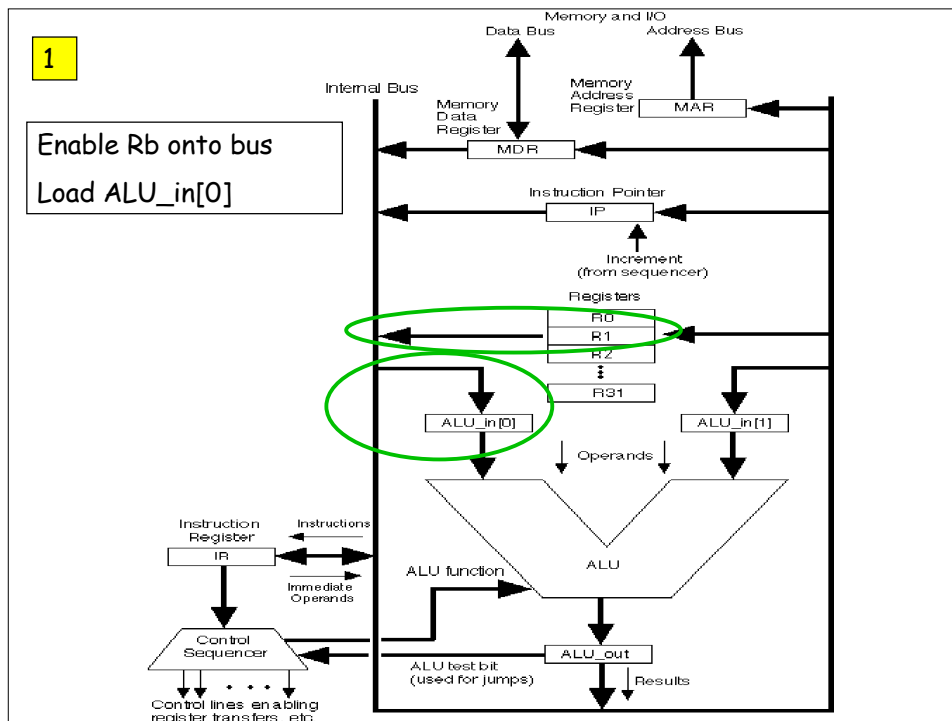 1
Enable Rb onto bus
Load ALU_in[0]
Memory and I/O
Data Bus
Address Bus
Internal Bus
Memory
Data
Register
MDR
Memory
Address
Register
MAR
Instruction Pointer
IP
Increment
(from sequencer)
Registers
R0
R1
R2
R31
ALU_in[0]
ALU_in[1]
Operands
Instruction
Register
IR
Instructions
Immediate
Operands
ALU function
ALU
Control
Sequencer
ALU test bit
(used for jumps)
ALU_out
Results
Control lines enabling
register transfers, etc